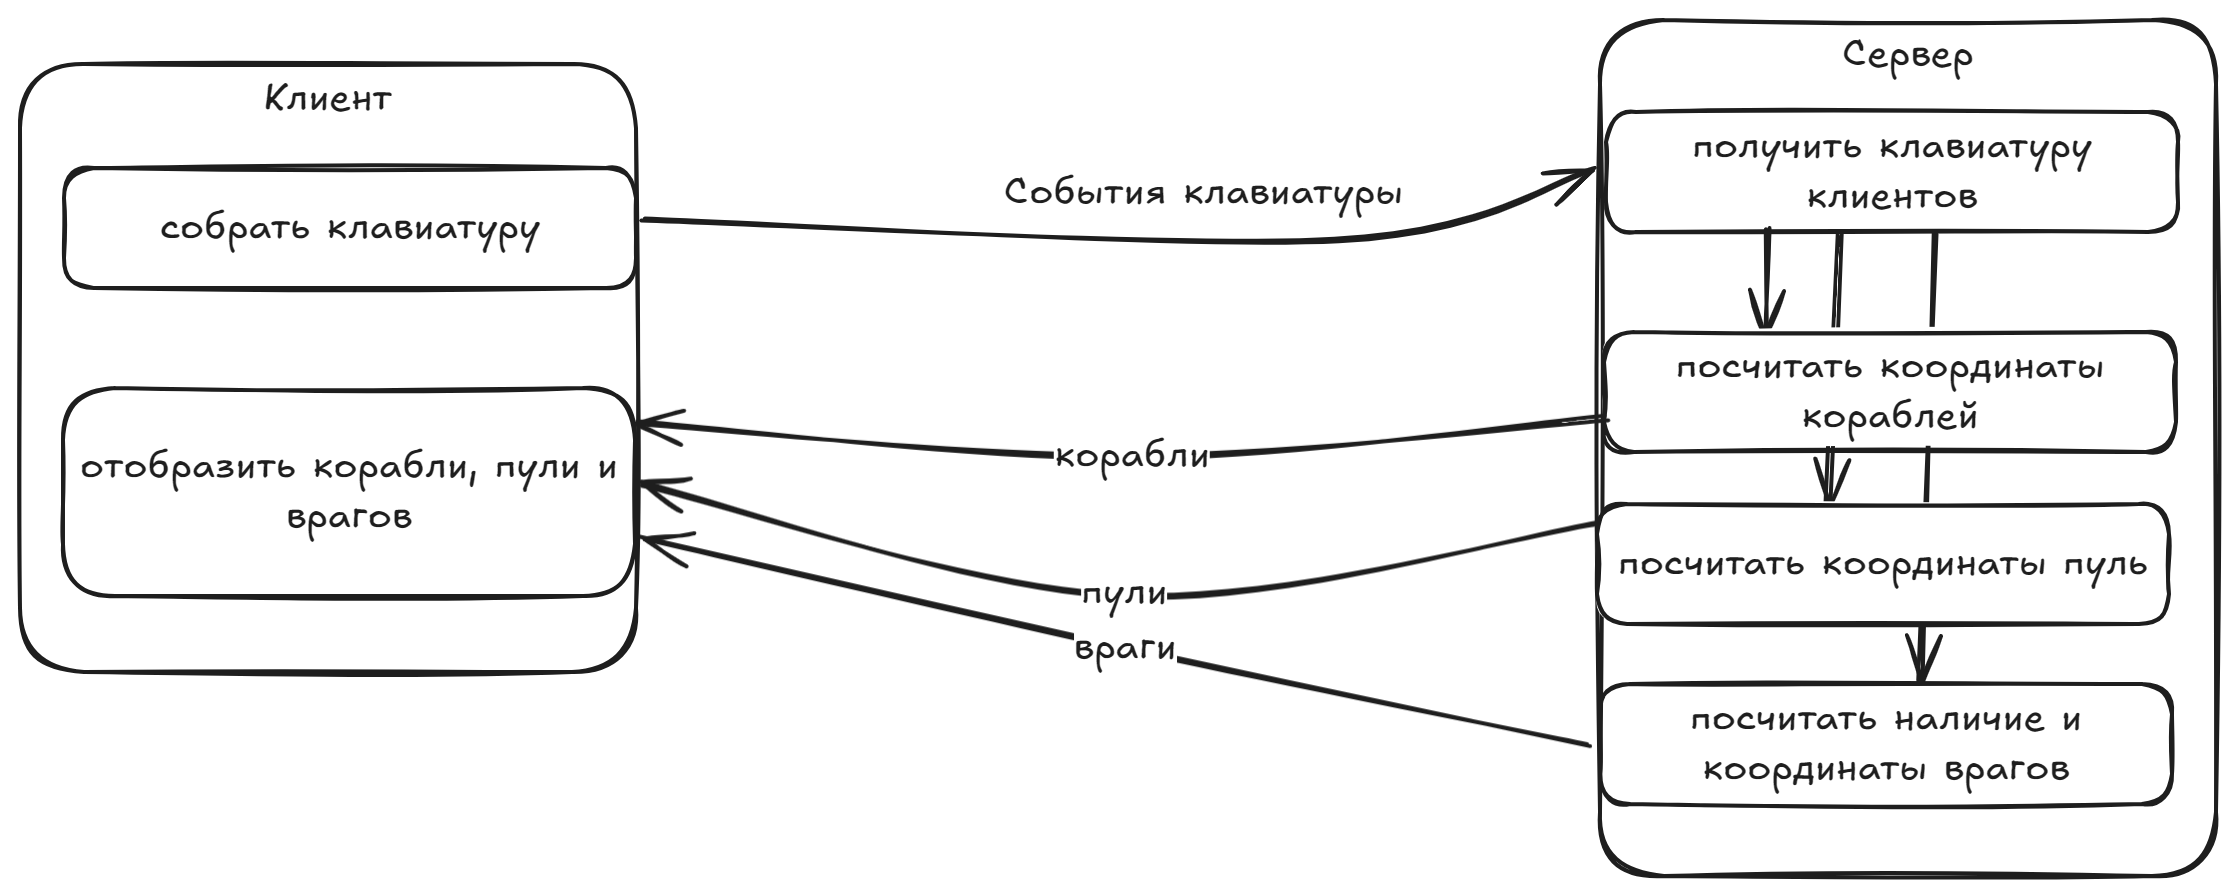 Клиент
собрать клавиатуру
отобразить корабли, пули и
врагов
События клавиатуры
корабли
пули
враги
Сервер
получить клавиатуру
клиентов
посчитать координаты
кораблей
посчитать координаты пуль
посчитать наличие и
координаты врагов